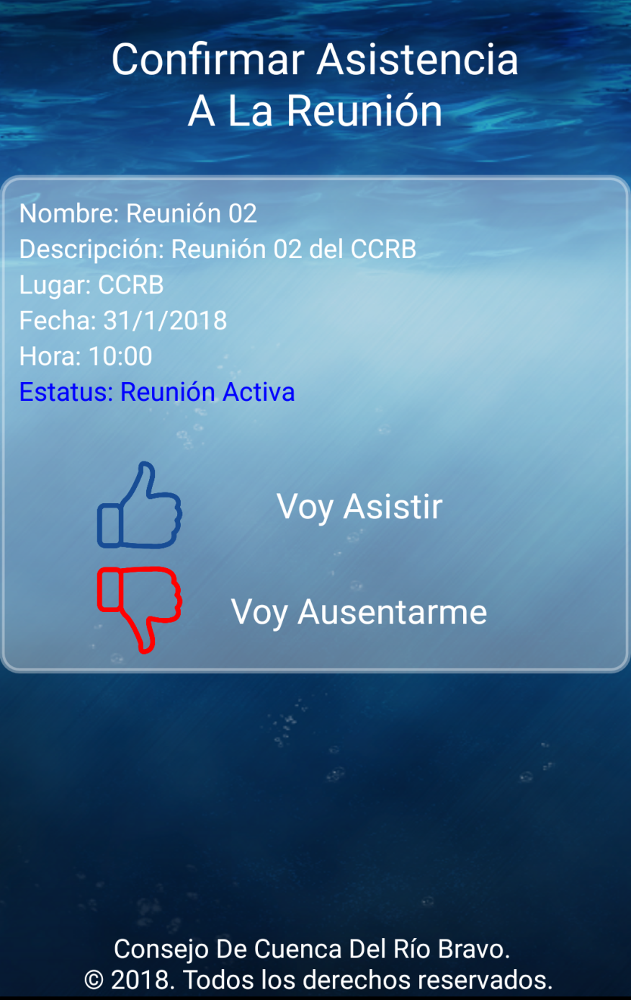 Confirmar Asistencia
A La Reunión
Nombre: Reunión 02
Descripción: Reunión 02 del CCRB
Lugar: CCRB
Fecha: 31/1/2018
Hora: 10:00
Estatus: Reunión Activa
Voy Asistir
Voy Ausentarme
Consejo De Cuenca Del Río Bravo.
© 2018. Todos los derechos reservados.